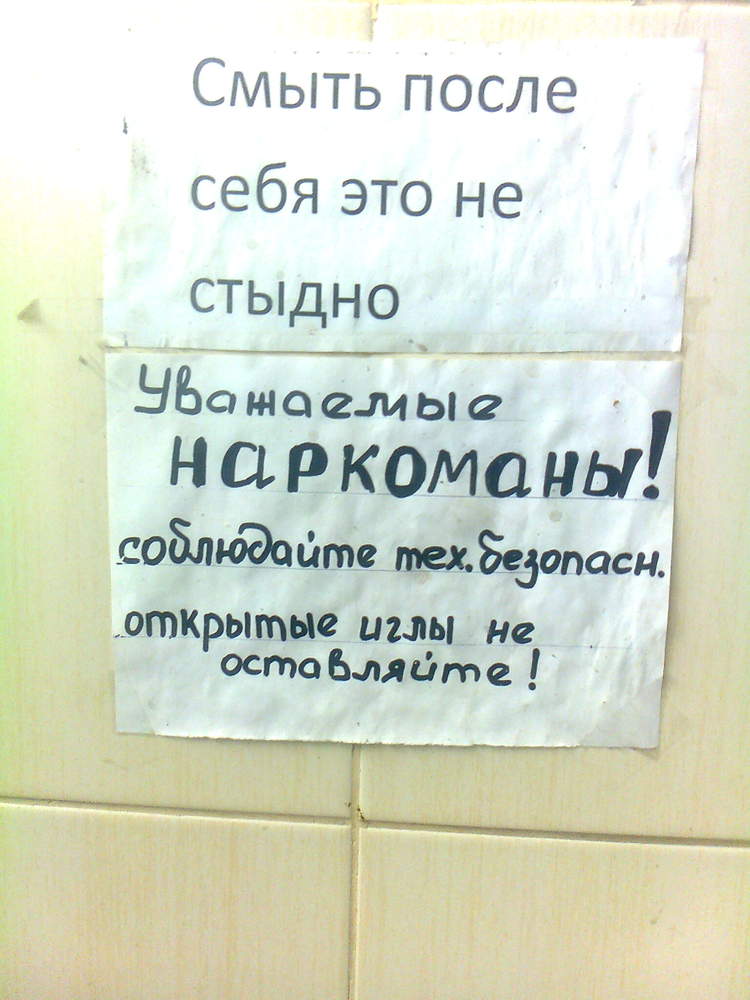 Смыть после
себя это не
стыдно
Уважаемые
наркоманы!
соблюдайте тех. безопасн.
открытые иглы не
оставляйте!